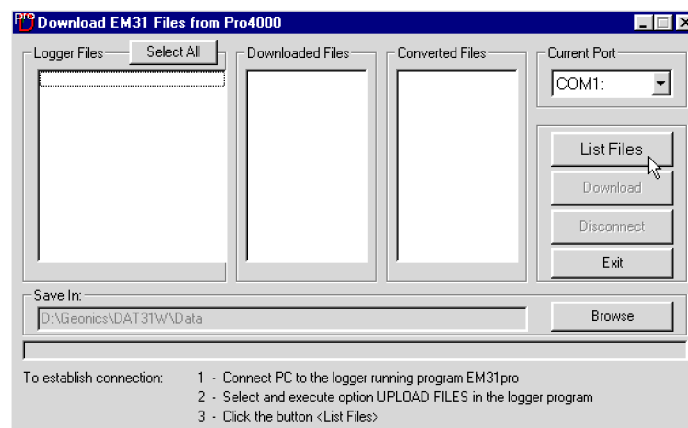 Pro Download EM31 Files from Pro4000
Logger Files Select All Downloaded Files Converted Files Current Port
COM1:
List Files
Download
Disconnect
Exit
Save In:
D:\Geonics\DAT31W\Data Browse
To establish connection: 1 - Connect PC to the logger running program EM31pro
2 - Select and execute option UPLOAD FILES in the logger program
3 - Click the button <List Files>